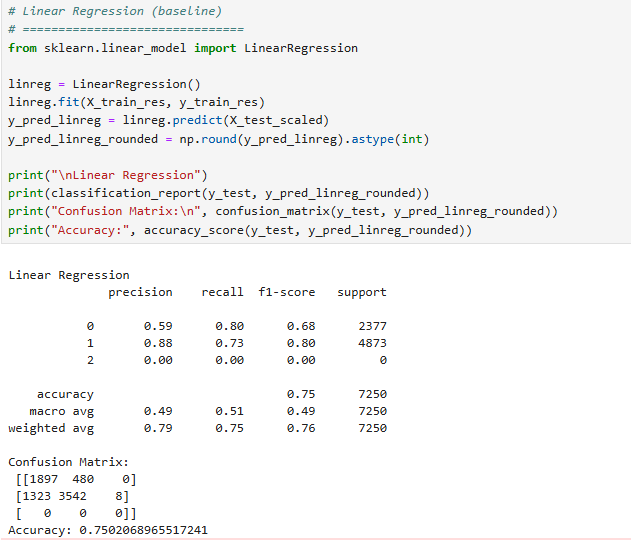 # Linear Regression (baseline)
# ===============================
from sklearn.linear_model import LinearRegression
linreg = LinearRegression()
linreg.fit(X_train_res, y_train_res)
y_pred_linreg = linreg.predict(X_test_scaled)
y_pred_linreg_rounded = np.round(y_pred_linreg).astype(int)
print("\nLinear Regression")
print(classification_report(y_test, y_pred_linreg_rounded))
print("Confusion Matrix:\n", confusion_matrix(y_test, y_pred_linreg_rounded))
print("Accuracy:", accuracy_score(y_test, y_pred_linreg_rounded))
Linear Regression
precision recall f1-score support
0 0.59 0.80 0.68 2377
1 0.88 0.73 0.80 4873
2 0.00 0.00 0.00 0
accuracy 0.75 7250
macro avg 0.49 0.51 0.49 7250
weighted avg 0.79 0.75 0.76 7250
Confusion Matrix:
[[1897 480 0]
[1323 3542 8]
[ 0 0 0]]
Accuracy: 0.7502068965517241